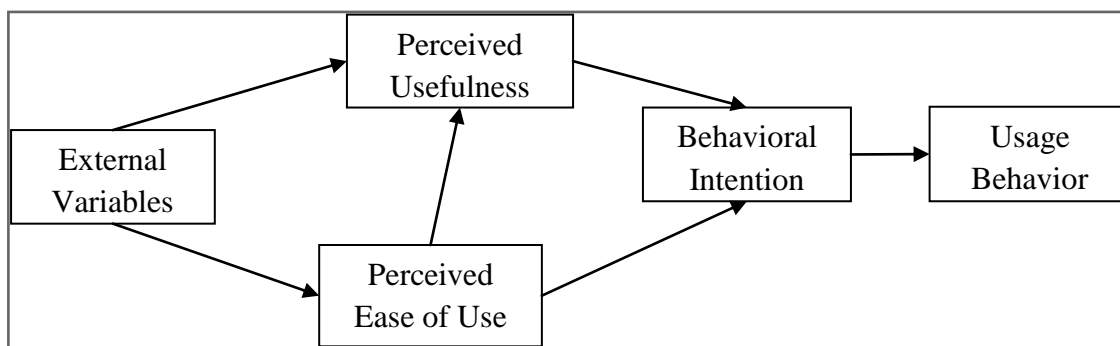 Perceived
Usefulness
External
Variables
Behavioral
Intention
Usage
Behavior
Perceived
Ease of Use